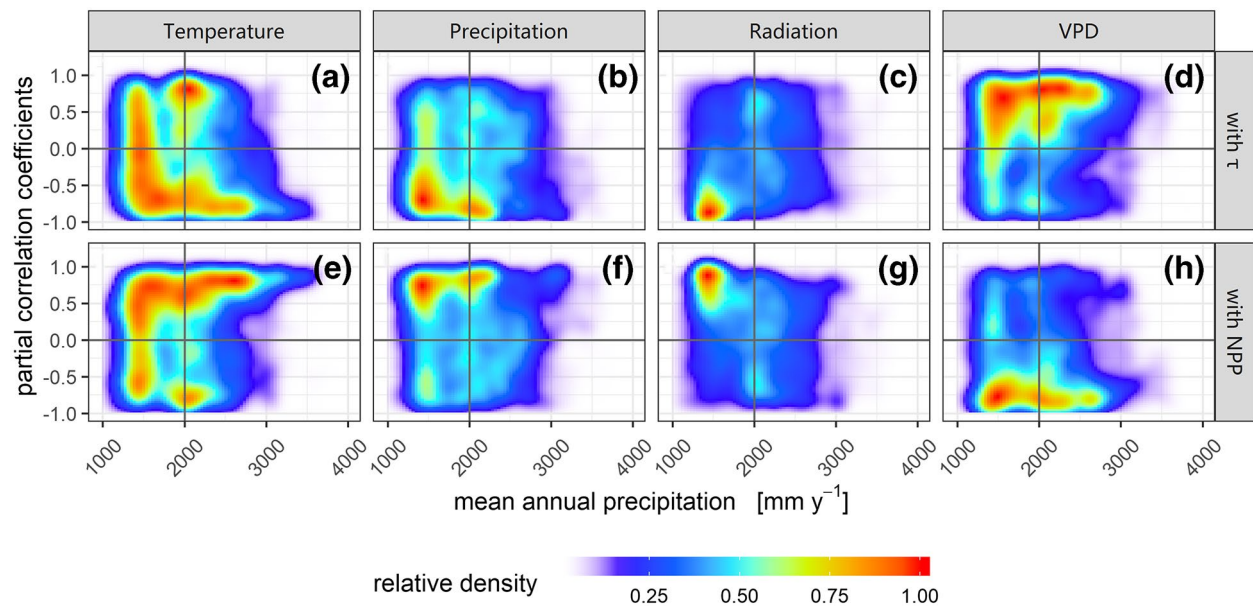 Temperature Precipitation Radiation VPD
(a) (b) (c) (d)
1.0
0.5
0.0
-0.5
-1.0
with τ
(e) (f) (g) (h)
1.0
0.5
0.0
-0.5
-1.0
with NPP
partial correlation coefficients
1000 2000 3000 4000 1000 2000 3000 4000 1000 2000 3000 4000 1000 2000 3000 4000
mean annual precipitation [mm y⁻¹]
relative density
0.25 0.50 0.75 1.00